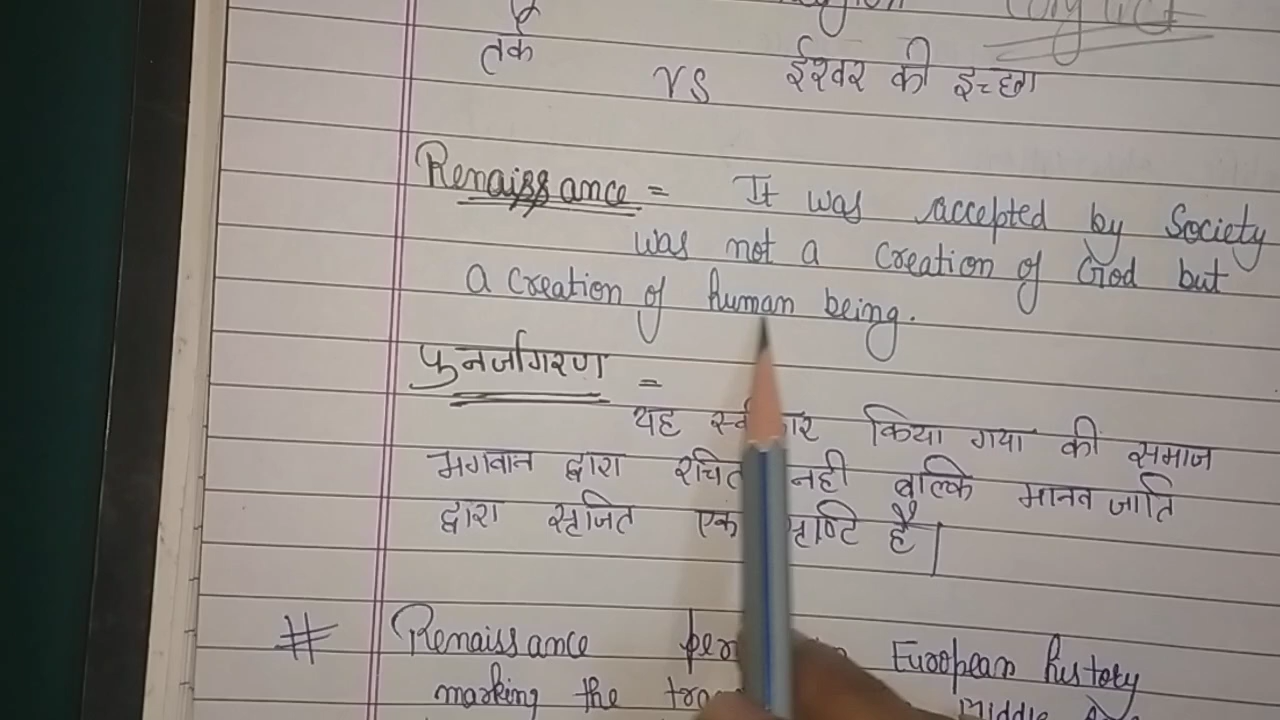 तर्क VS ईश्वर की इच्छा
Renaissance = It was accepted by Society
was not a creation of God but
a creation of human being.
पुनर्जागरण =
यह स्वीकार किया गया की समाज
भगवान द्वारा रचित नही बल्कि मानव जाति
द्वारा सृजित एक सृष्टि है।
# Renaissance European history
marking the Middle